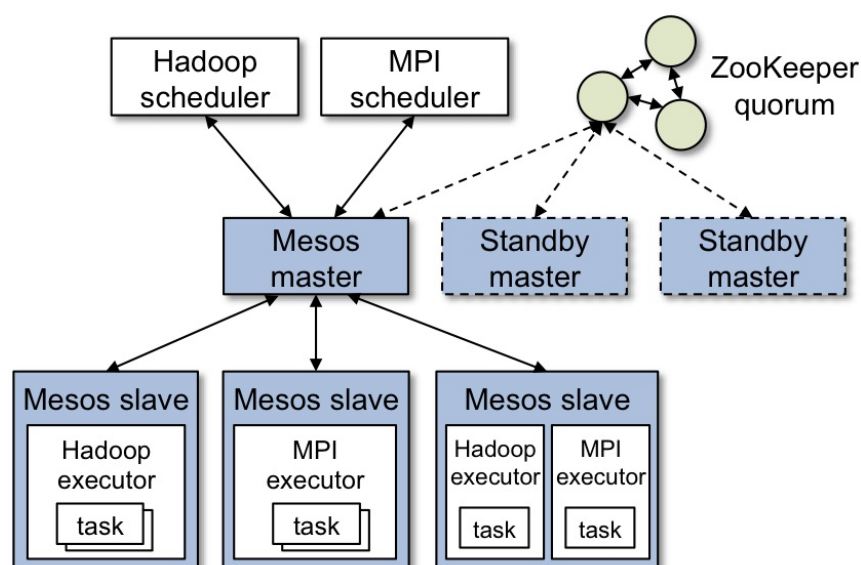 Hadoop
scheduler
MPI
scheduler
ZooKeeper
quorum
Mesos
master
Standby
master
Standby
master
Mesos slave
Hadoop
executor
task
Mesos slave
MPI
executor
task
Mesos slave
Hadoop
executor
task
MPI
executor
task